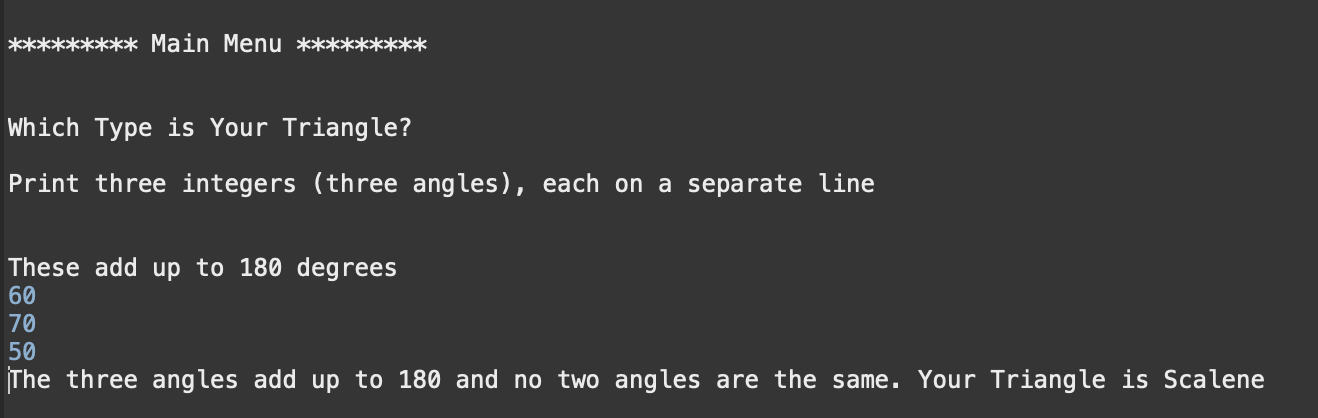 ********* Main Menu *********
Which Type is Your Triangle?
Print three integers (three angles), each on a separate line
These add up to 180 degrees
60
70
50
The three angles add up to 180 and no two angles are the same. Your Triangle is Scalene